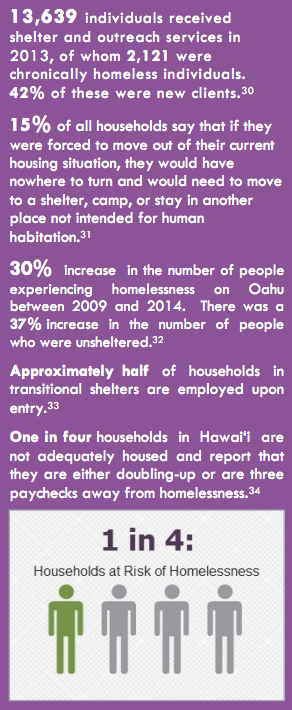 13,639 individuals received
shelter and outreach services in
2013, of whom 2,121 were
chronically homeless individuals.
42% of these were new clients.30
15% of all households say that if they
were forced to move out of their current
housing situation, they would have
nowhere to turn and would need to move
to a shelter, camp, or stay in another
place not intended for human
habitation.31
30% increase in the number of people
experiencing homelessness on Oahu
between 2009 and 2014. There was a
37% increase in the number of people
who were unsheltered.32
Approximately half of households in
transitional shelters are employed upon
entry.33
One in four households in Hawai‘i are
not adequately housed and report that
they are either doubling-up or are three
paychecks away from homelessness.34
1 in 4:
Households at Risk of Homelessness